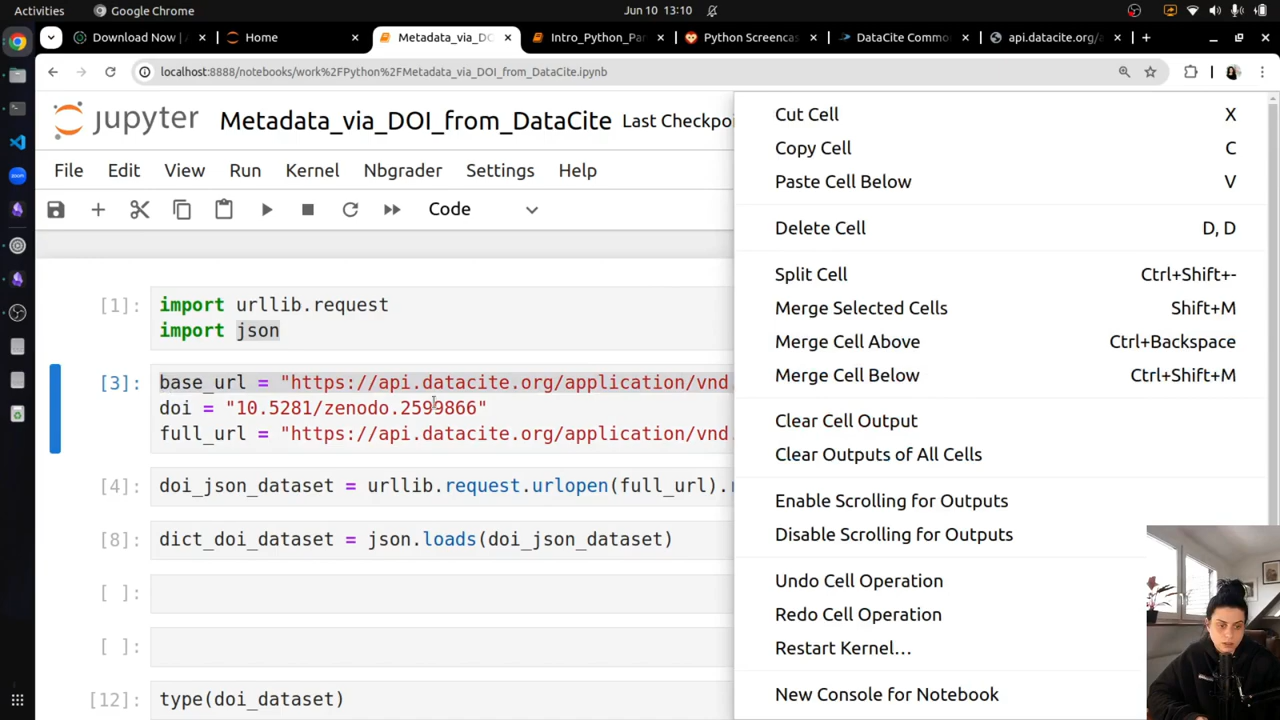 Activities Google Chrome Jun 10 13:10
Download Now | Home Metadata_via_DC Intro_Python_Par Python Screencas DataCite Commo api.datacite.org/a
localhost:8888/notebooks/work%2FPython%2FMetadata_via_DOI_from_DataCite.ipynb
jupyter Metadata_via_DOI_from_DataCite Last Checkpoi
File Edit View Run Kernel Nbgrader Settings Help
Code
[1]: import urllib.request
import json
[3]: base_url = "https://api.datacite.org/application/vnd.
doi = "10.5281/zenodo.2599866"
full_url = "https://api.datacite.org/application/vnd.
[4]: doi_json_dataset = urllib.request.urlopen(full_url).
[8]: dict_doi_dataset = json.loads(doi_json_dataset)
[ ]:
[ ]:
[12]: type(doi_dataset)
Cut Cell X
Copy Cell C
Paste Cell Below V
Delete Cell D, D
Split Cell Ctrl+Shift+-
Merge Selected Cells Shift+M
Merge Cell Above Ctrl+Backspace
Merge Cell Below Ctrl+Shift+M
Clear Cell Output
Clear Outputs of All Cells
Enable Scrolling for Outputs
Disable Scrolling for Outputs
Undo Cell Operation
Redo Cell Operation
Restart Kernel…
New Console for Notebook